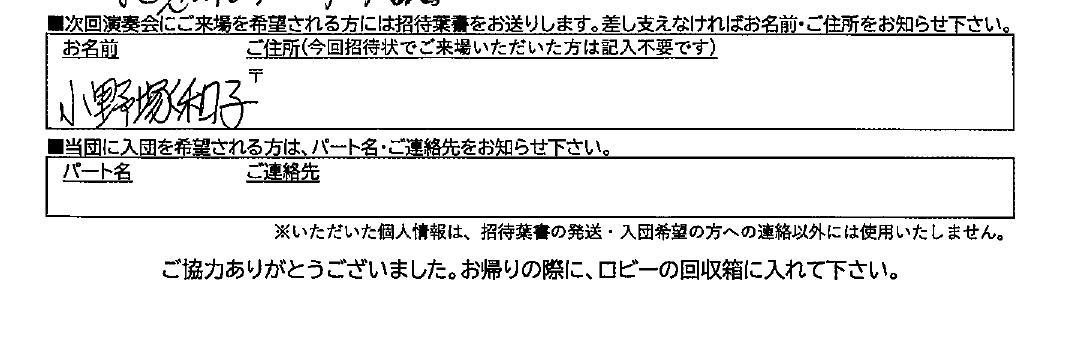 ■次回演奏会にご来場を希望される方には招待葉書をお送りします。差し支えなければお名前・ご住所をお知らせ下さい。
お名前 ご住所(今回招待状でご来場いただいた方は記入不要です)
〒
小野塚和子
■当団に入団を希望される方は、パート名・ご連絡先をお知らせ下さい。
パート名 ご連絡先
※いただいた個人情報は、招待葉書の発送・入団希望の方への連絡以外には使用いたしません。
ご協力ありがとうございました。お帰りの際に、ロビーの回収箱に入れて下さい。